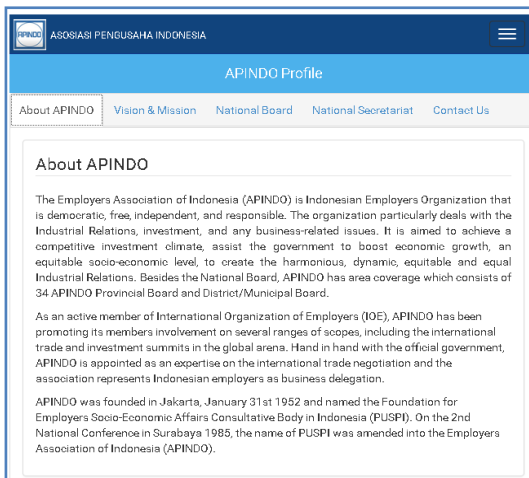 APINDO ASOSIASI PENGUSAHA INDONESIA
APINDO Profile
About APINDO Vision & Mission National Board National Secretariat Contact Us
About APINDO
The Employers Association of Indonesia (APINDO) is Indonesian Employers Organization that
is democratic, free, independent, and responsible. The organization particularly deals with the
Industrial Relations, investment, and any business-related issues. It is aimed to achieve a
competitive investment climate, assist the government to boost economic growth, an
equitable socio-economic level, to create the harmonious, dynamic, equitable and equal
Industrial Relations. Besides the National Board, APINDO has area coverage which consists of
34 APINDO Provincial Board and District/Municipal Board.
As an active member of International Organization of Employers (IOE), APINDO has been
promoting its members involvement on several ranges of scopes, including the international
trade and investment summits in the global arena. Hand in hand with the official government,
APINDO is appointed as an expertise on the international trade negotiation and the
association represents Indonesian employers as business delegation.
APINDO was founded in Jakarta, January 31st 1952 and named the Foundation for
Employers Socio-Economic Affairs Consultative Body in Indonesia (PUSPI). On the 2nd
National Conference in Surabaya 1985, the name of PUSPI was amended into the Employers
Association of Indonesia (APINDO).